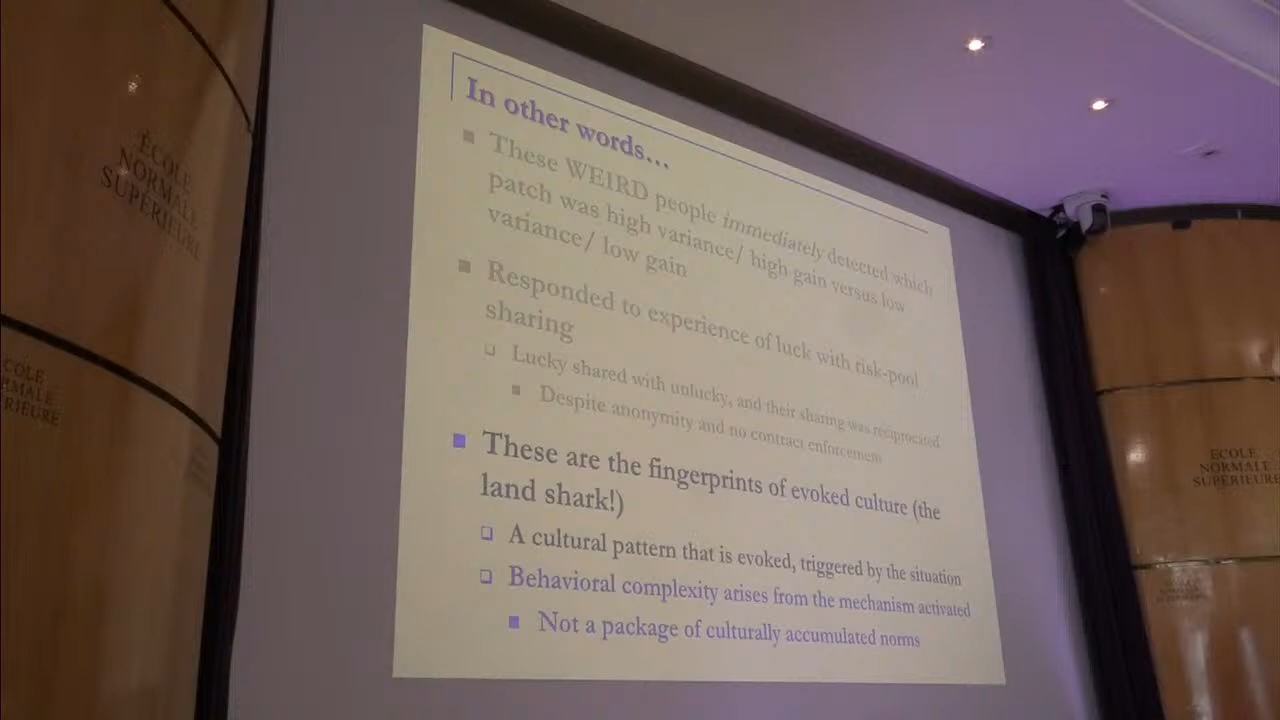 In other words...
These WEIRD people immediately detected which
patch was high variance/ high gain versus low
variance/ low gain
Responded to experience of luck with risk-pool
sharing
Lucky shared with unlucky, and their sharing was reciprocated
Despite anonymity and no contract enforcement
These are the fingerprints of evoked culture (the
land shark!)
A cultural pattern that is evoked, triggered by the situation
Behavioral complexity arises from the mechanism activated
Not a package of culturally accumulated norms
ÉCOLE
NORMALE
SUPÉRIEURE
COLE
RMALE
RIEURE
ECOLE
NORMALE
SUPÉRIEURE